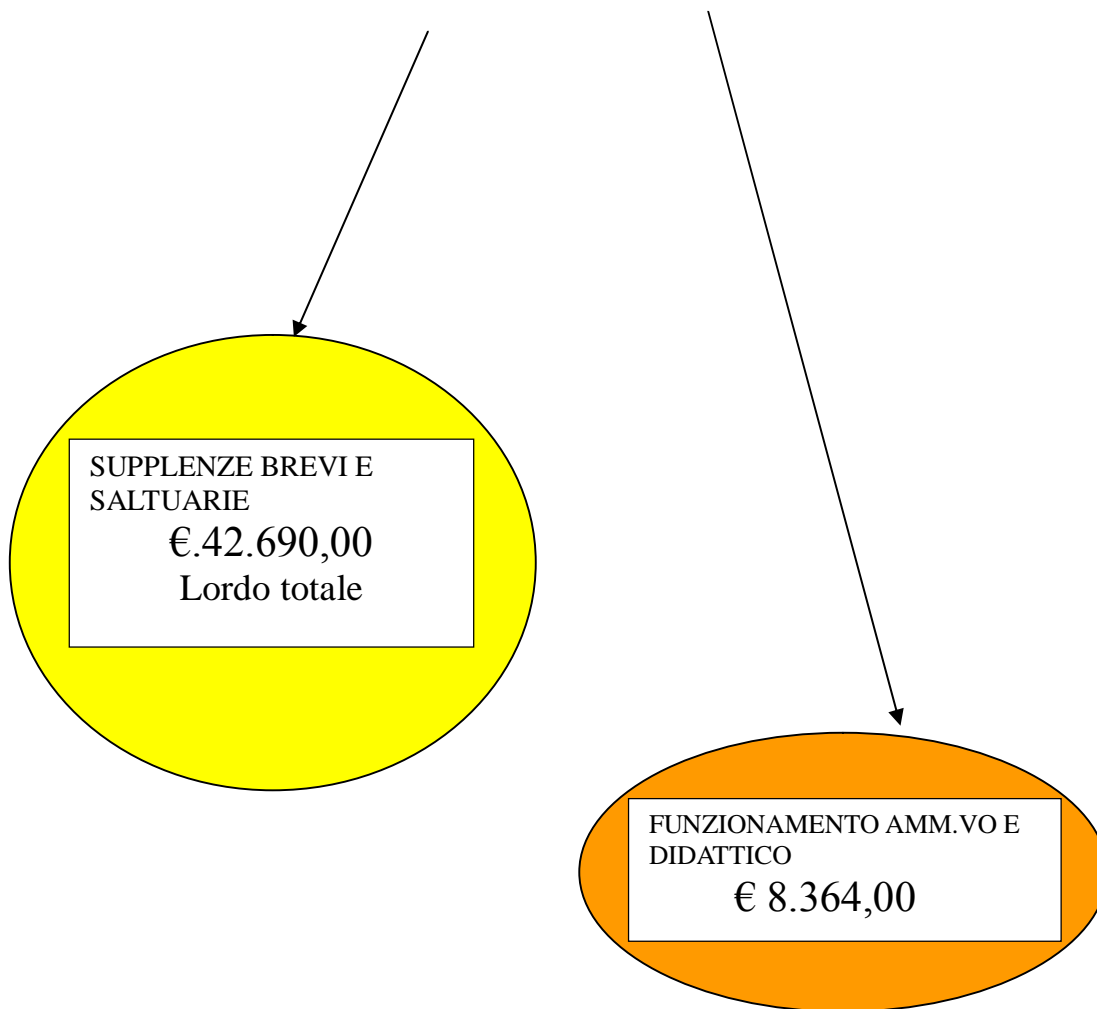 SUPPLENZE BREVI E
SALTUARIE
€.42.690,00
Lordo totale
FUNZIONAMENTO AMM.VO E
DIDATTICO
€ 8.364,00